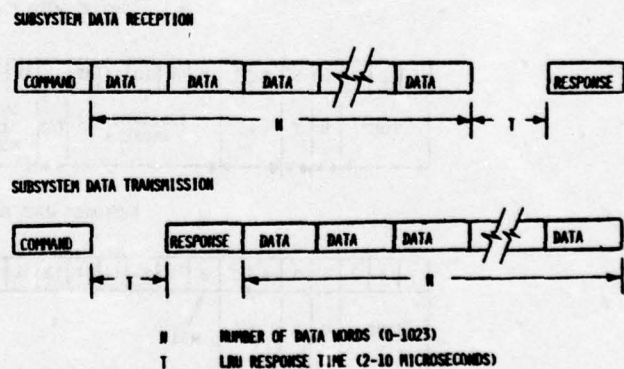 SUBSYSTEM DATA RECEPTION
COMMAND DATA DATA DATA DATA RESPONSE
N T
SUBSYSTEM DATA TRANSMISSION
COMMAND RESPONSE DATA DATA DATA DATA
T N
N NUMBER OF DATA WORDS (0-1023)
T LRU RESPONSE TIME (2-10 MICROSECONDS)